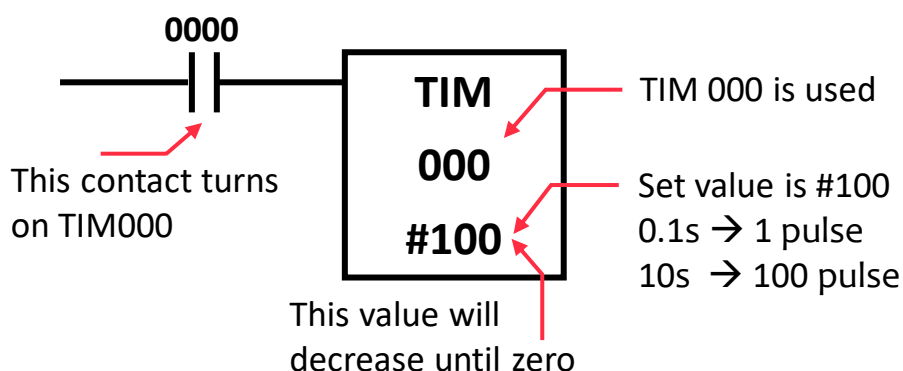 0000
TIM
000
#100
TIM 000 is used
This contact turns
on TIM000
Set value is #100
0.1s → 1 pulse
10s → 100 pulse
This value will
decrease until zero